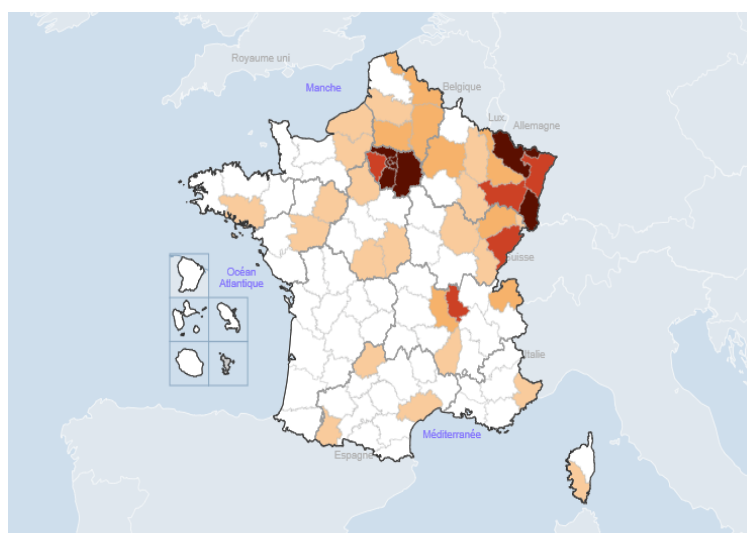 Royaume uni
Manche
Belgique
Lux.
Allemagne
Suisse
Océan
Atlantique
Italie
Méditerranée
Espagne